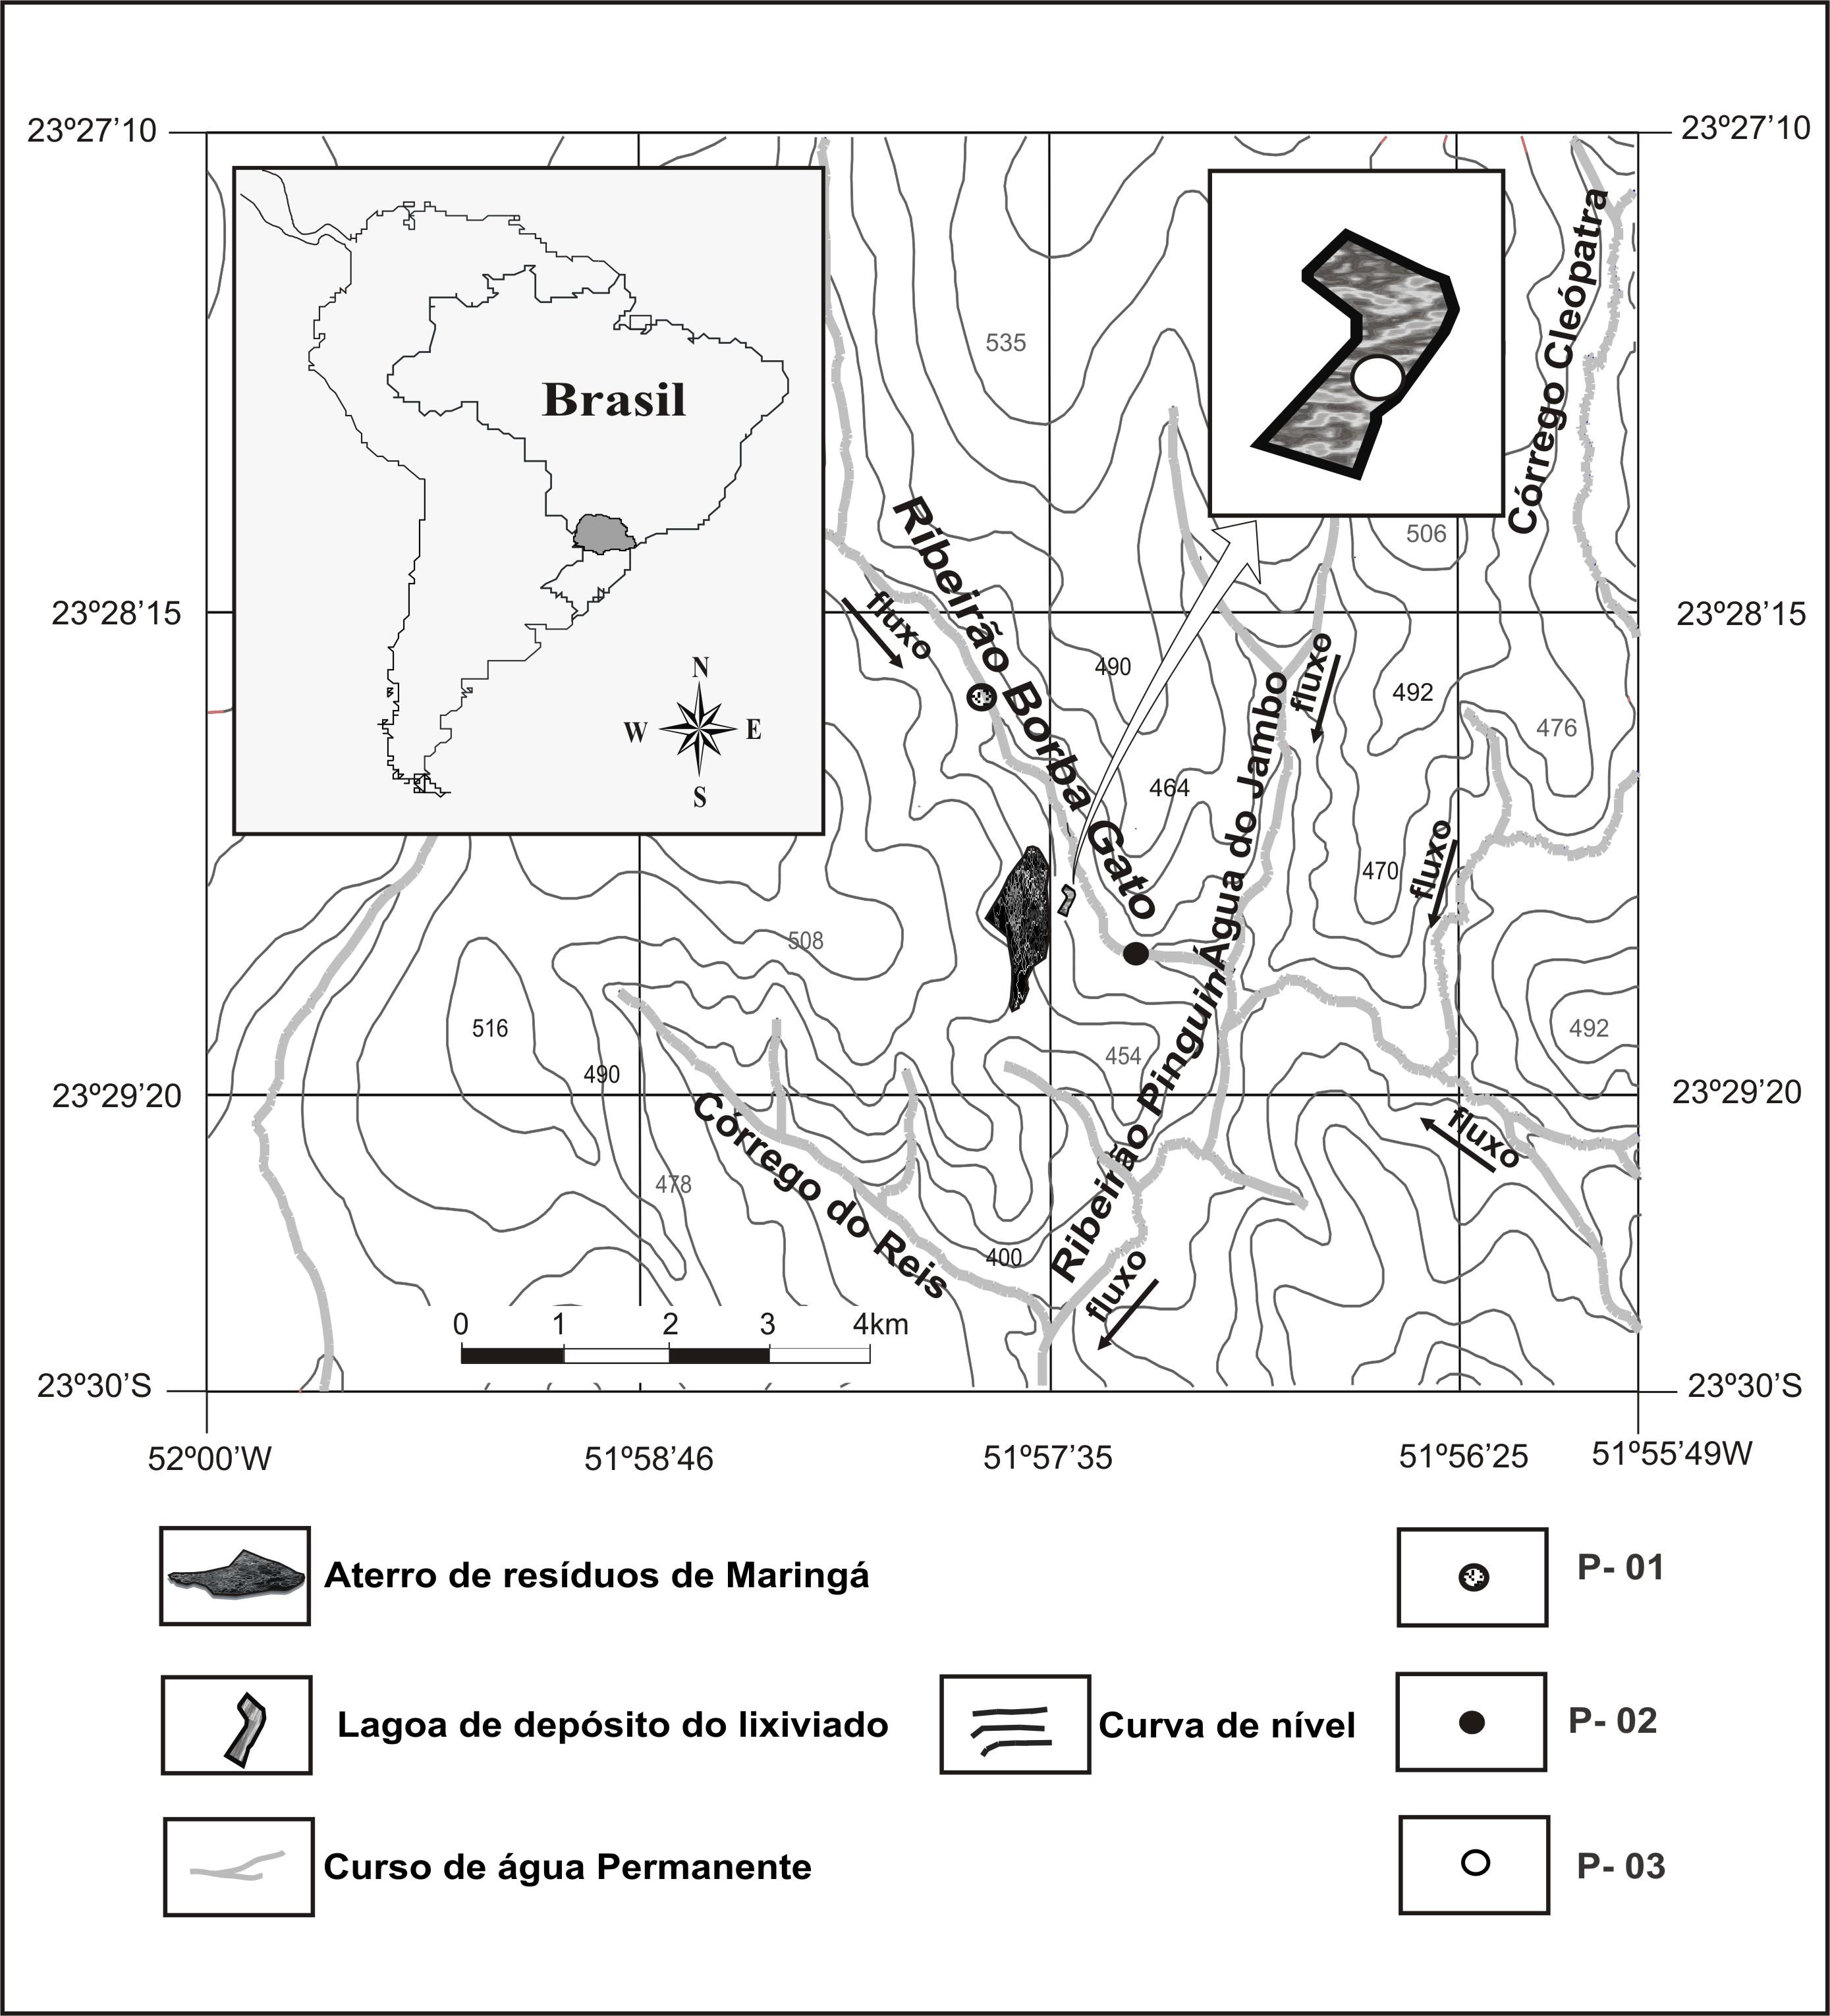 23º27’10
23º27’10
Brasil
N
W
E
S
535
Córrego Cleópatra
506
Ribeirão Borba Gato
fluxo
23º28’15
23º28’15
490
fluxo
492
476
464
Água do Jambo
fluxo
470
508
516
492
454
490
Ribeirão Pinguim
23º29’20
23º29’20
Córrego do Reis
fluxo
478
400
fluxo
0
1
2
3
4km
23º30’S
23º30’S
52º00’W
51º58’46
51º57’35
51º56’25
51º55’49W
Aterro de resíduos de Maringá
P- 01
Lagoa de depósito do lixiviado
Curva de nível
P- 02
Curso de água Permanente
P- 03